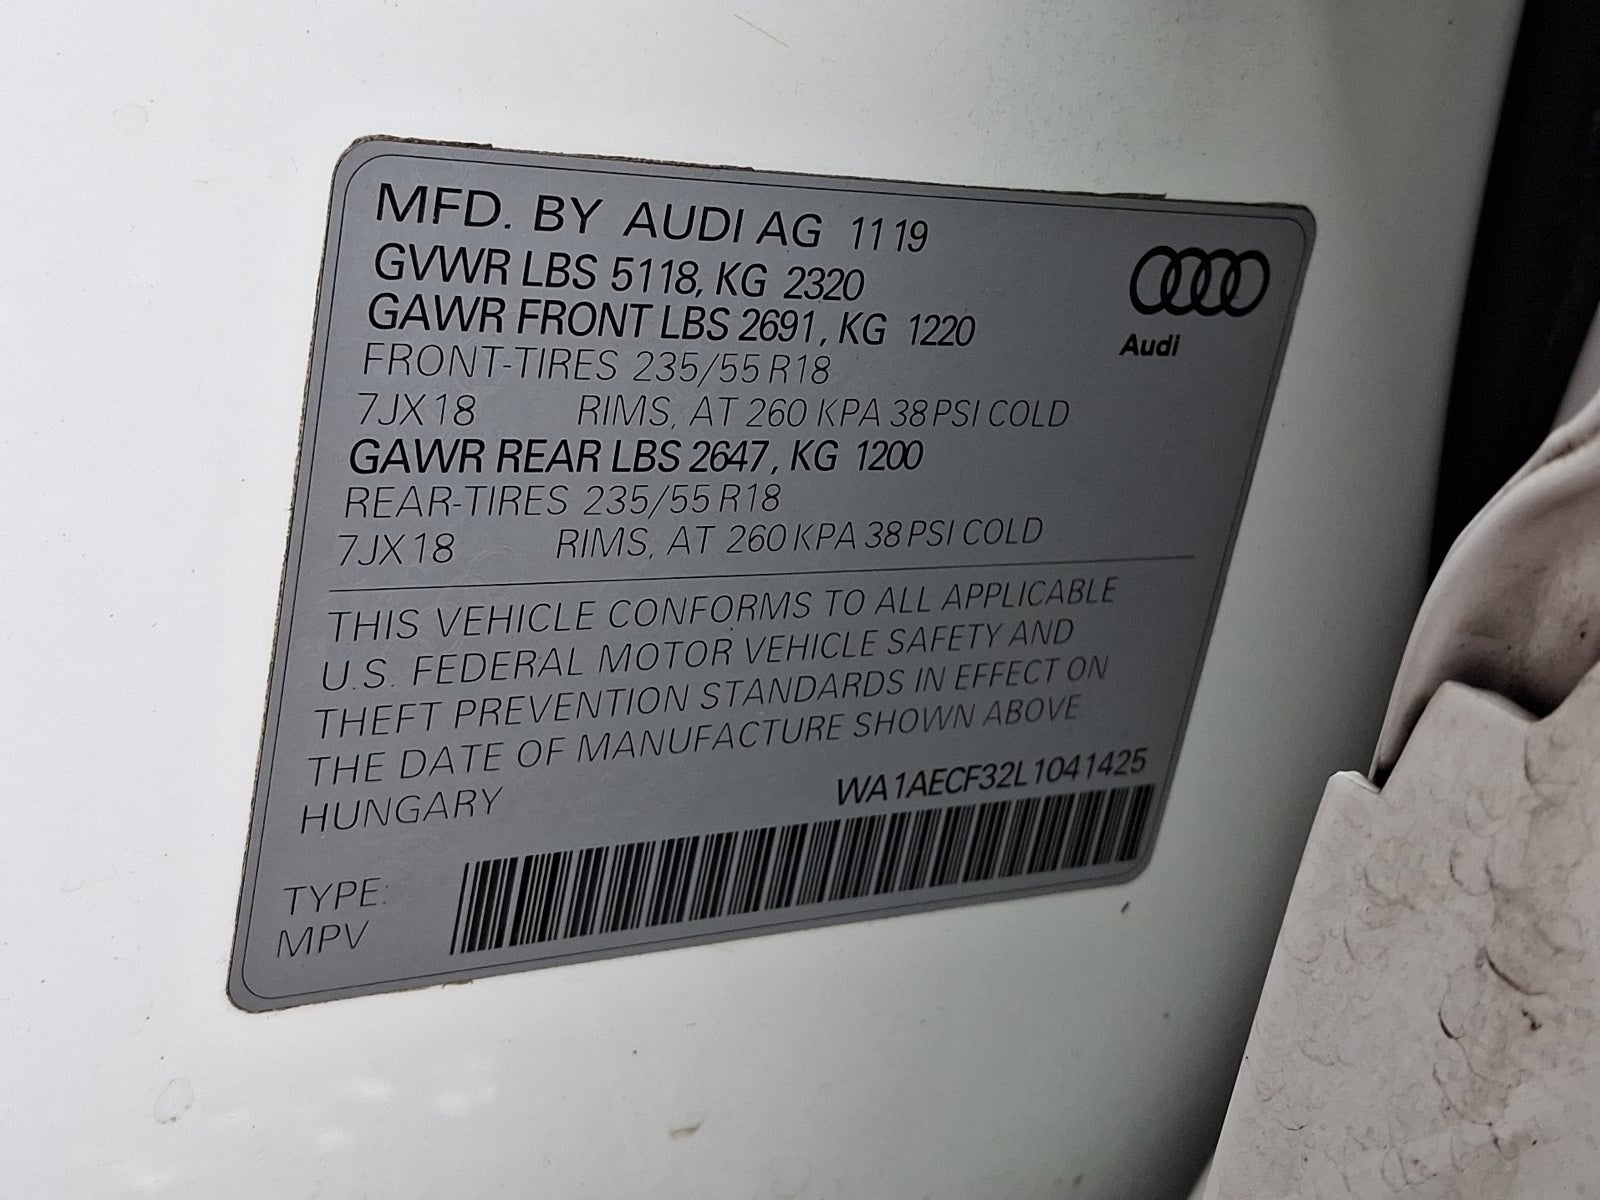 MFD. BY AUDI AG 11 19
GVWR LBS 5118, KG 2320
GAWR FRONT LBS 2691, KG 1220
FRONT-TIRES 235/55 R18
7JX18 RIMS, AT 260 KPA 38 PSI COLD
GAWR REAR LBS 2647, KG 1200
REAR-TIRES 235/55 R18
7JX18 RIMS, AT 260 KPA 38 PSI COLD
Audi
THIS VEHICLE CONFORMS TO ALL APPLICABLE
U.S. FEDERAL MOTOR VEHICLE SAFETY AND
THEFT PREVENTION STANDARDS IN EFFECT ON
THE DATE OF MANUFACTURE SHOWN ABOVE
HUNGARY
WA1AECF32L1041425
TYPE:
MPV